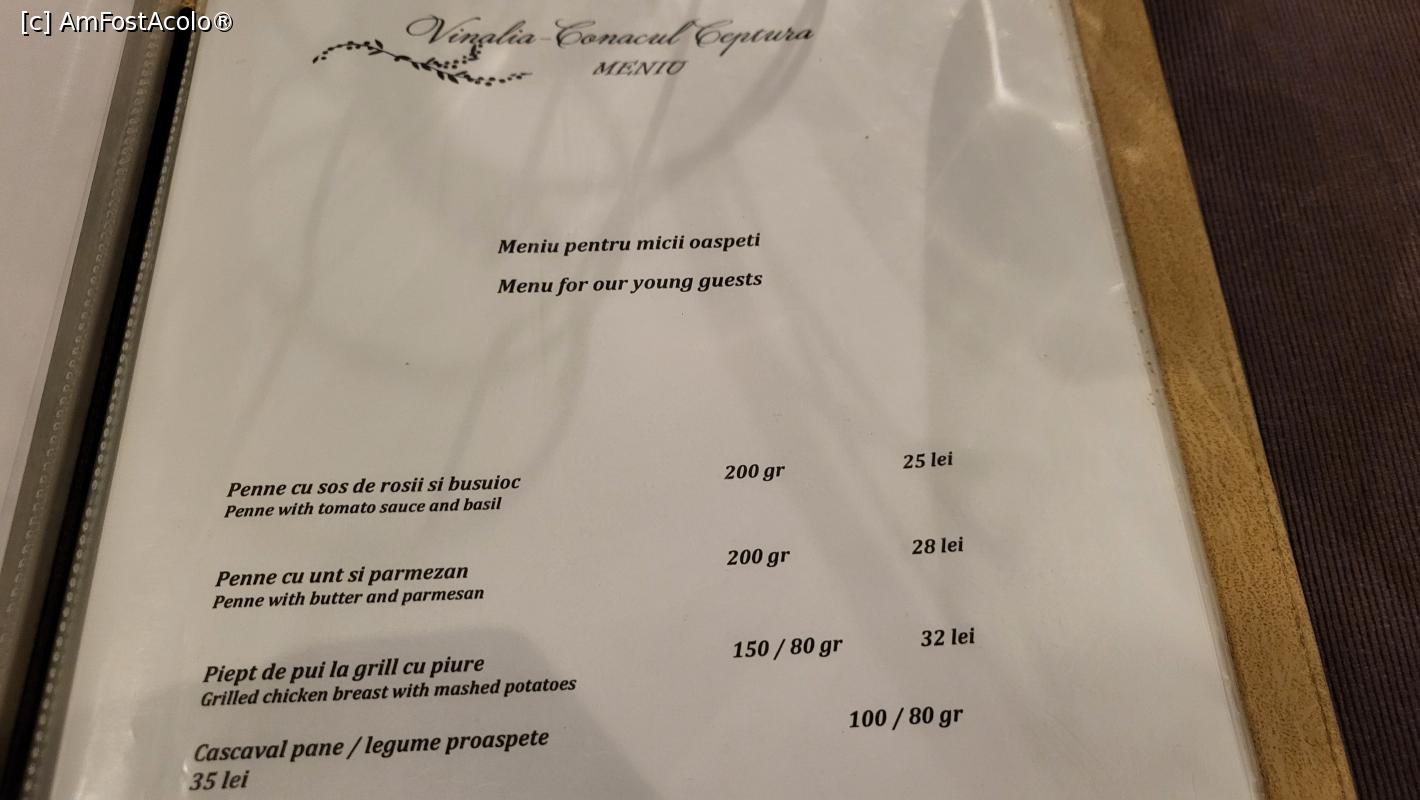 [c] AmFostAcolo®
Vinalia-Conacul Ceptura
MENIU
Meniu pentru micii oaspeti
Menu for our young guests
Penne cu sos de rosii si busuioc 200 gr 25 lei
Penne with tomato sauce and basil
Penne cu unt si parmezan 200 gr 28 lei
Penne with butter and parmesan
Piept de pui la grill cu piure 150 / 80 gr 32 lei
Grilled chicken breast with mashed potatoes
Cascaval pane / legume proaspete 100 / 80 gr
35 lei